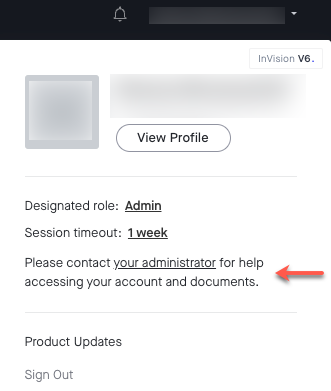 InVision V6.
View Profile
Designated role: Admin
Session timeout: 1 week
Please contact your administrator for help
accessing your account and documents.
Product Updates
Sign Out